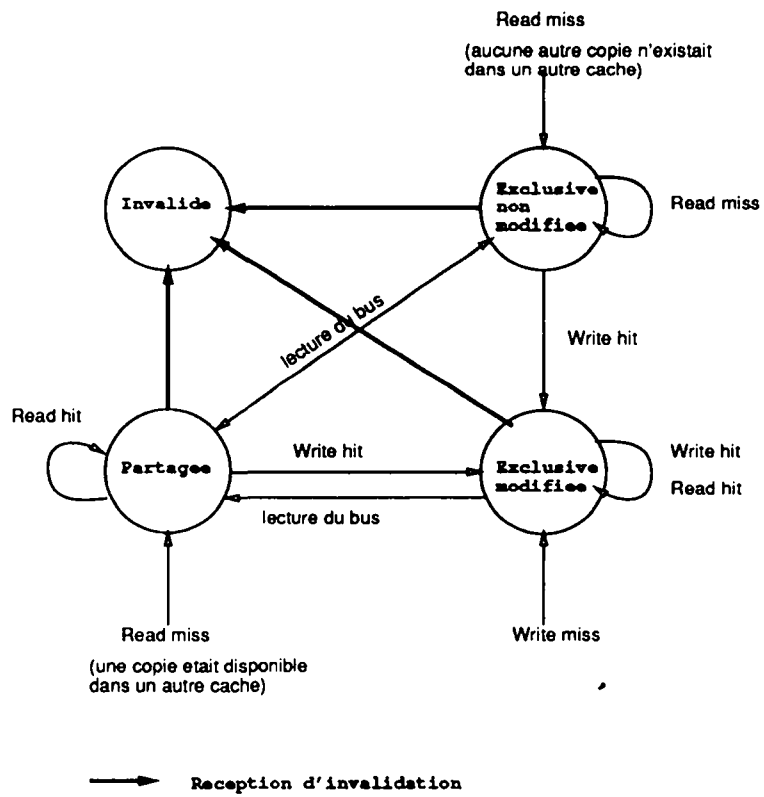 Read miss
(aucune autre copie n'existait
dans un autre cache)
Invalide
Exclusive
non
modifiee
Read miss
lecture du bus
Write hit
Read hit
Partagee
Write hit
Exclusive
modifiee
Write hit
Read hit
lecture du bus
Read miss
(une copie etait disponible
dans un autre cache)
Write miss
Reception d'invalidation